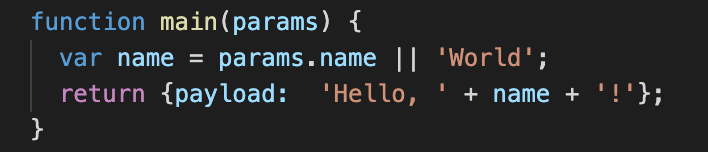 function main(params) {
  var name = params.name || 'World';
  return {payload:  'Hello, ' + name + '!'};
}